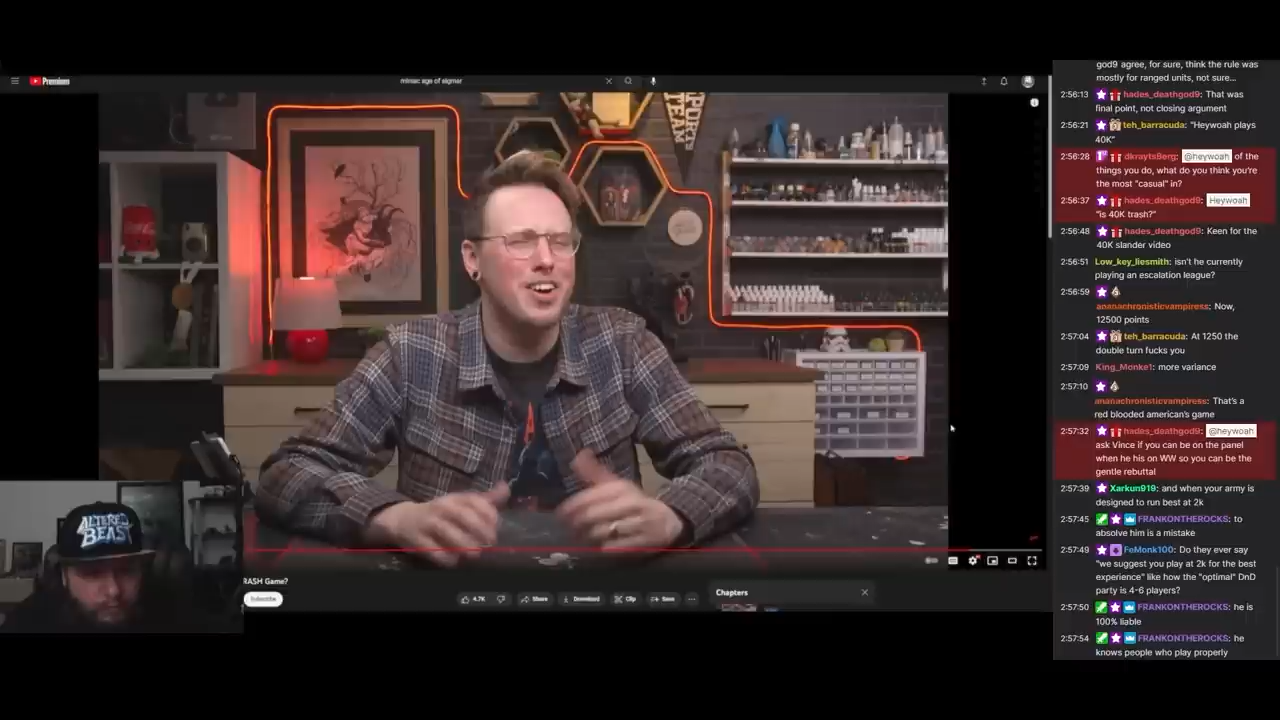 Premium
miniac age of sigmar
SPURS
TEAM
ALTERED
BEAST
RASH Game?
Subscribe
4.7K
Share
Download
Clip
Save
Chapters
god9 agree, for sure, think the rule was
mostly for ranged units, not sure...
2:56:13 hades_deathgod9: That was
final point, not closing argument
2:56:21 teh_barracuda: "Heywoah plays
40K"
2:56:28 dkraytsBerg: @heywoah of the
things you do, what do you think you're
the most "casual" in?
2:56:37 hades_deathgod9: Heywoah
"is 40K trash?"
2:56:48 hades_deathgod9: Keen for the
40K slander video
2:56:51 Low_key_liesmith: isn't he currently
playing an escalation league?
2:56:59
ananachronisticvampiress: Now,
12500 points
2:57:04 teh_barracuda: At 1250 the
double turn fucks you
2:57:09 King_Monke1: more variance
2:57:10
ananachronisticvampiress: That's a
red blooded american's game
2:57:32 hades_deathgod9: @heywoah
ask Vince if you can be on the panel
when he his on WW so you can be the
gentle rebuttal
2:57:39 Xarkun919: and when your army is
designed to run best at 2k
2:57:45 FRANKONTHEROCKS: to
absolve him is a mistake
2:57:49 FeMonk100: Do they ever say
"we suggest you play at 2k for the best
experience" like how the "optimal" DnD
party is 4-6 players?
2:57:50 FRANKONTHEROCKS: he is
100% liable
2:57:54 FRANKONTHEROCKS: he
knows people who play properly